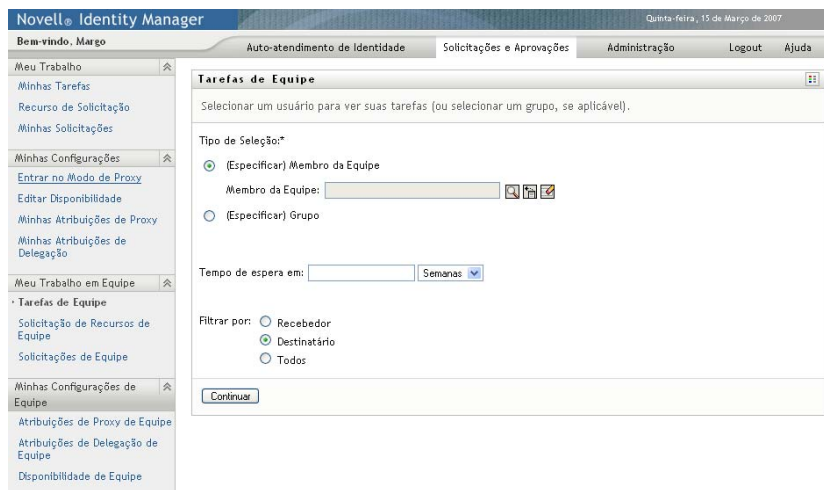 Novell® Identity Manager
Quinta-feira, 15 de Março de 2007
Bem-vindo, Margo
Auto-atendimento de Identidade
Solicitações e Aprovações
Administração
Logout
Ajuda
Meu Trabalho
Minhas Tarefas
Recurso de Solicitação
Minhas Solicitações
Minhas Configurações
Entrar no Modo de Proxy
Editar Disponibilidade
Minhas Atribuições de Proxy
Minhas Atribuições de
Delegação
Meu Trabalho em Equipe
Tarefas de Equipe
Solicitação de Recursos de
Equipe
Solicitações de Equipe
Minhas Configurações de
Equipe
Atribuições de Proxy de Equipe
Atribuições de Delegação de
Equipe
Disponibilidade de Equipe
Tarefas de Equipe
Selecionar um usuário para ver suas tarefas (ou selecionar um grupo, se aplicável).
Tipo de Seleção:*
(Especificar) Membro da Equipe
Membro da Equipe:
(Especificar) Grupo
Tempo de espera em:
Semanas
Filtrar por:
Recebedor
Destinatário
Todos
Continuar